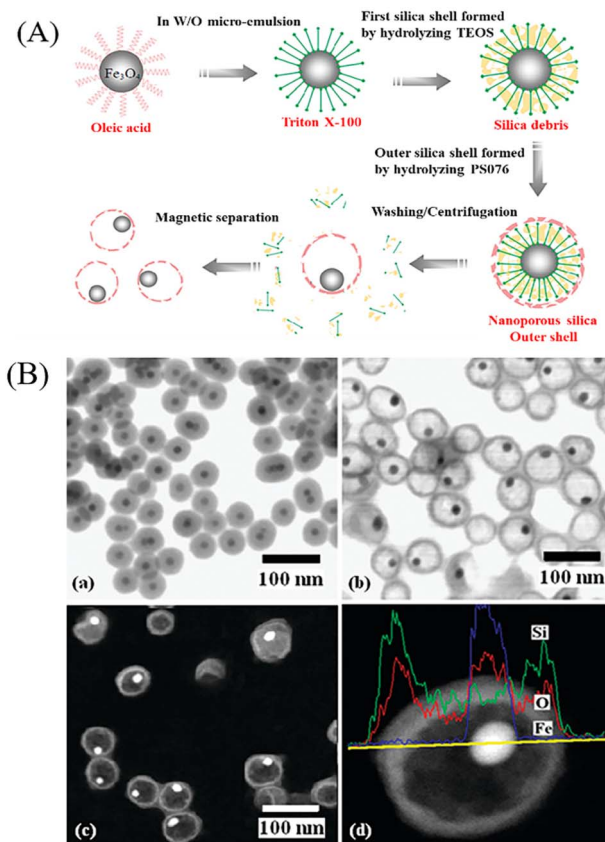 (A)
In W/O micro-emulsion
First silica shell formed
by hydrolyzing TEOS
Fe₃O₄
Oleic acid
Triton X-100
Silica debris
Outer silica shell formed
by hydrolyzing PS076
Magnetic separation
Washing/Centrifugation
Nanoporous silica
Outer shell
(B)
100 nm
(a)
100 nm
(b)
100 nm
(c)
Si
O
Fe
(d)